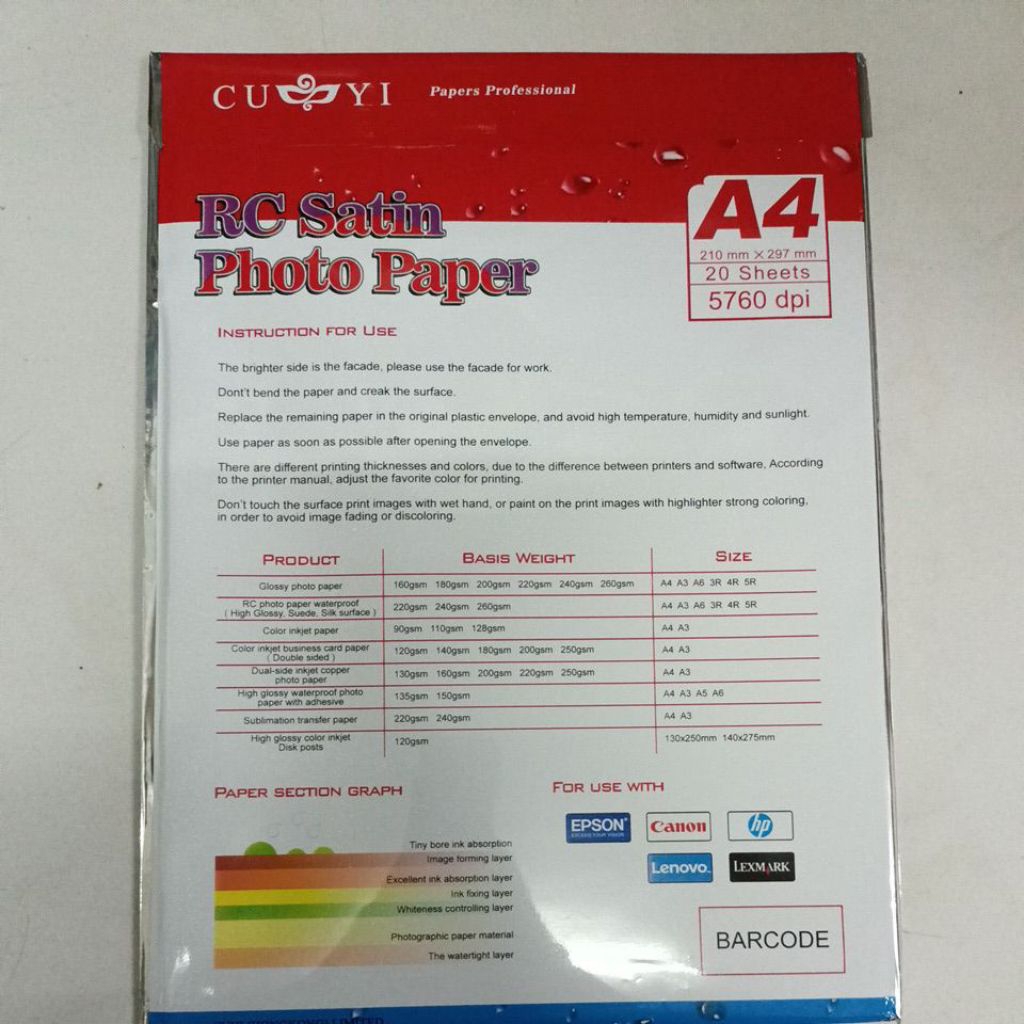 CUYI
Papers Professional
RC Satin
Photo Paper
A4
210 mm × 297 mm
20 Sheets
5760 dpi
INSTRUCTION FOR USE
The brighter side is the facade, please use the facade for work.
Dont't bend the paper and creak the surface.
Replace the remaining paper in the original plastic envelope, and avoid high temperature, humidity and sunlight.
Use paper as soon as possible after opening the envelope.
There are different printing thicknesses and colors, due to the difference between printers and software. According
to the printer manual, adjust the favorite color for printing.
Don't touch the surface print images with wet hand, or paint on the print images with highlighter strong coloring,
in order to avoid image fading or discoloring.
PRODUCT BASIS WEIGHT SIZE
Glossy photo paper 160gsm 180gsm 200gsm 220gsm 240gsm 260gsm A4 A3 A6 3R 4R 5R
RC photo paper waterproof
( High Glossy, Suede, Silk surface ) 220gsm 240gsm 260gsm A4 A3 A6 3R 4R 5R
Color inkjet paper 90gsm 110gsm 128gsm A4 A3
Color inkjet business card paper
( Double sided ) 120gsm 140gsm 180gsm 200gsm 250gsm A4 A3
Dual-side inkjet copper
photo paper 130gsm 160gsm 200gsm 220gsm 250gsm A4 A3
High glossy waterproof photo
paper with adhesive 135gsm 150gsm A4 A3 A5 A6
Sublimation transfer paper 220gsm 240gsm A4 A3
High glossy color inkjet
Disk posts 120gsm 130x250mm 140x275mm
PAPER SECTION GRAPH
Tiny bore ink absorption
Image forming layer
Excellent ink absorption layer
Ink fixing layer
Whiteness controlling layer
Photographic paper material
The watertight layer
FOR USE WITH
EPSON
EXCEED YOUR VISION
Canon
hp
Lenovo
LEXMARK
BARCODE